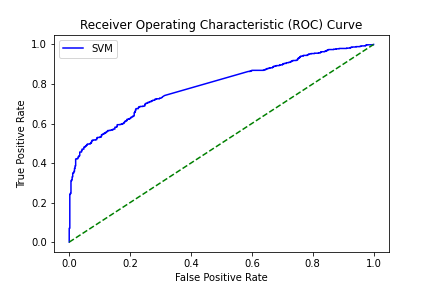 Receiver Operating Characteristic (ROC) Curve
SVM
True Positive Rate
1.0
0.8
0.6
0.4
0.2
0.0
0.0 0.2 0.4 0.6 0.8 1.0
False Positive Rate